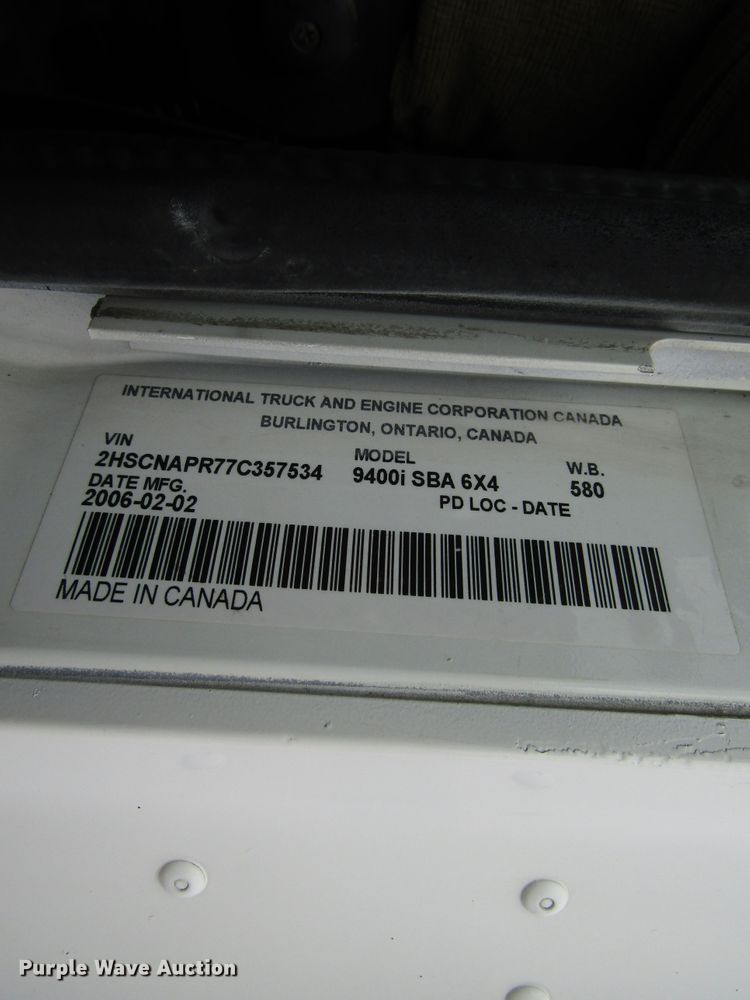 INTERNATIONAL TRUCK AND ENGINE CORPORATION CANADA
BURLINGTON, ONTARIO, CANADA
VIN MODEL W.B.
2HSCNAPR77C357534 9400i SBA 6X4 580
DATE MFG. PD LOC - DATE
2006-02-02
MADE IN CANADA
Purple Wave Auction